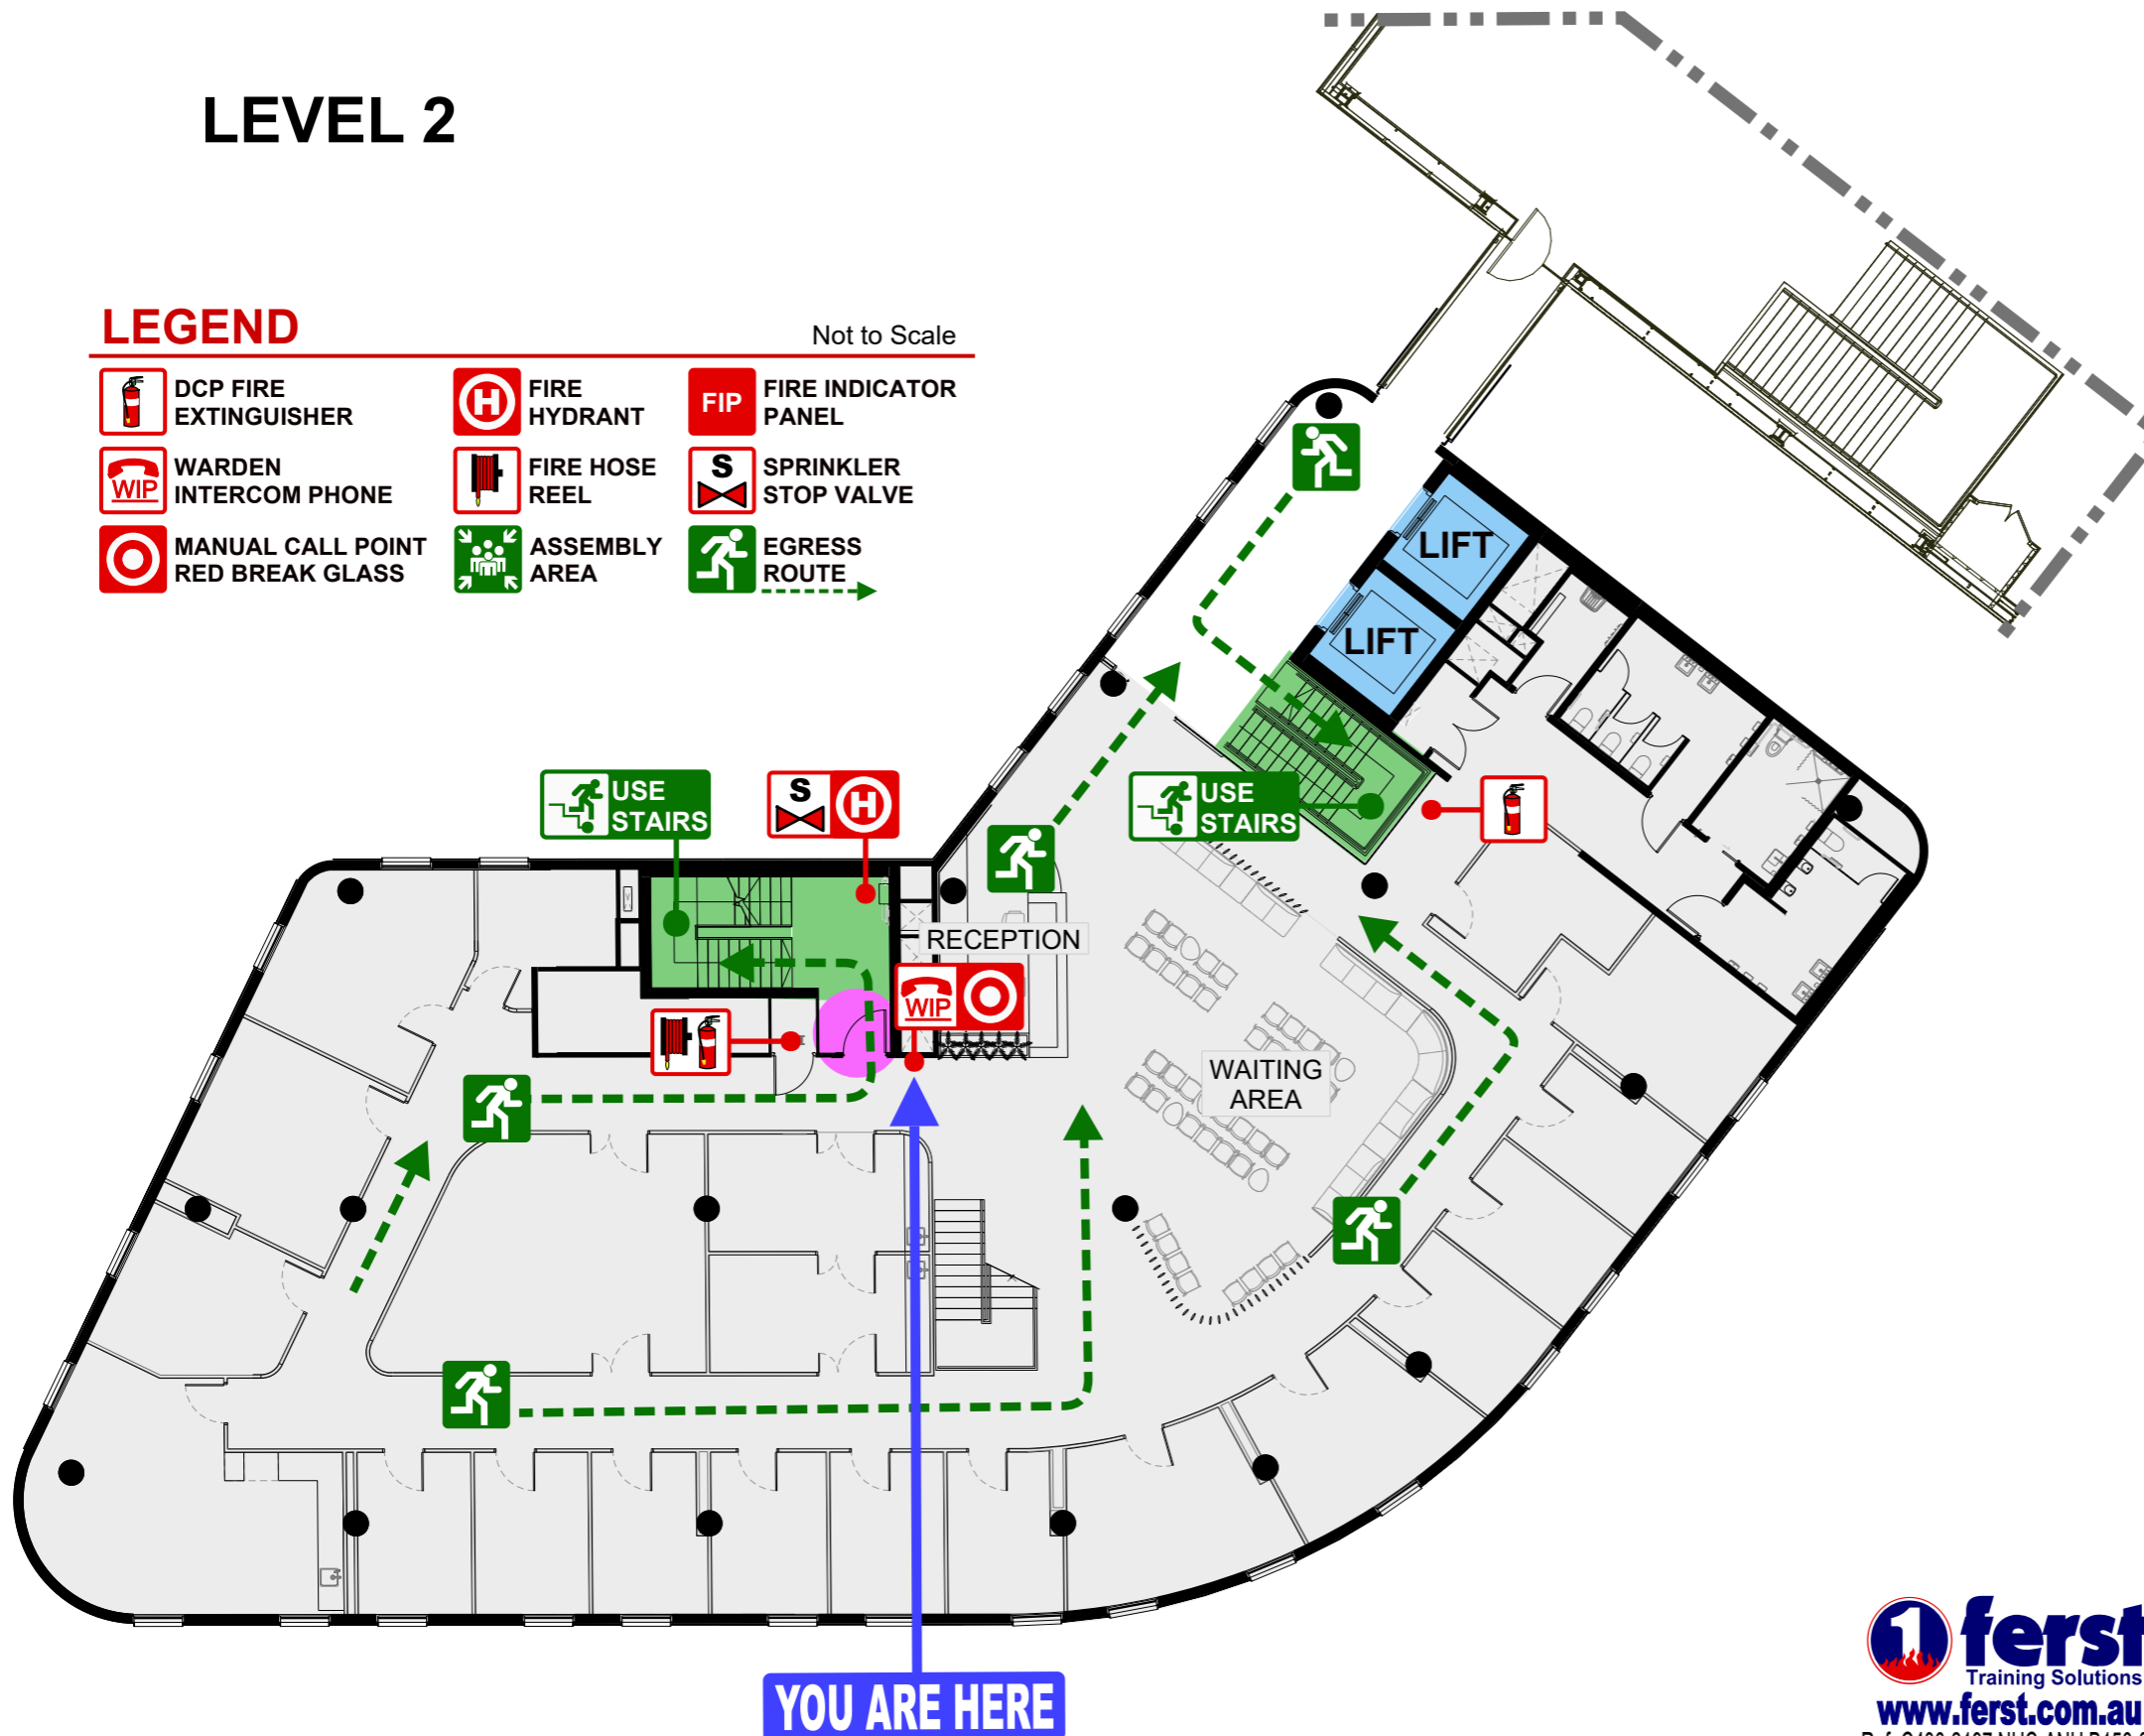 LEVEL 2
LEGEND
Not to Scale
DCP FIRE
EXTINGUISHER
FIRE
HYDRANT
FIP
FIRE INDICATOR
PANEL
WIP
WARDEN
INTERCOM PHONE
FIRE HOSE
REEL
S
SPRINKLER
STOP VALVE
MANUAL CALL POINT
RED BREAK GLASS
ASSEMBLY
AREA
EGRESS
ROUTE
H
LIFT
LIFT
USE
STAIRS
S
H
USE
STAIRS
RECEPTION
WIP
WAITING
AREA
YOU ARE HERE
1 ferst
Training Solutions
www.ferst.com.au